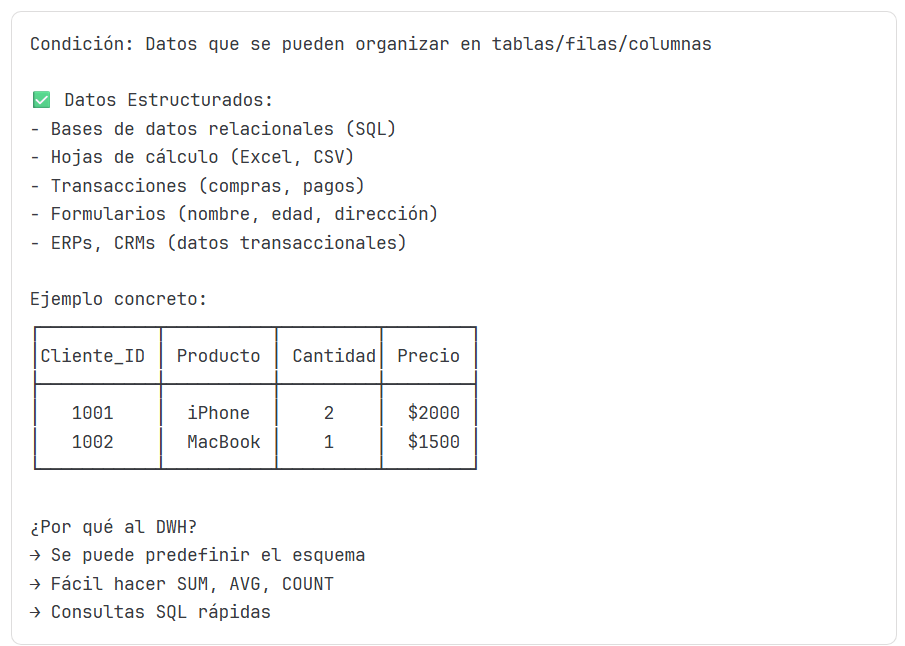 Condición: Datos que se pueden organizar en tablas/filas/columnas
✅ Datos Estructurados:
- Bases de datos relacionales (SQL)
- Hojas de cálculo (Excel, CSV)
- Transacciones (compras, pagos)
- Formularios (nombre, edad, dirección)
- ERPs, CRMs (datos transaccionales)
Ejemplo concreto:
Cliente_ID Producto Cantidad Precio
1001 iPhone 2 $2000
1002 MacBook 1 $1500
¿Por qué al DWH?
→ Se puede predefinir el esquema
→ Fácil hacer SUM, AVG, COUNT
→ Consultas SQL rápidas